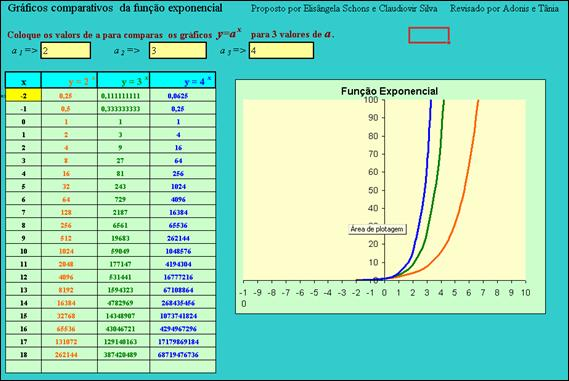 Gráficos comparativos da função exponencial Proposto por Elisângela Schons e Claudiovir Silva Revisado por Adonis e Tânia
Coloque os valors de a para comparas os gráficos y=a^x para 3 valores de a.
a 1 => 2 a 2 => 3 a 3 => 4
x y = 2^x y = 3^x y = 4^x
-2 0,25 0,111111111 0,0625
-1 0,5 0,333333333 0,25
0 1 1 1
1 2 3 4
2 4 9 16
3 8 27 64
4 16 81 256
5 32 243 1024
6 64 729 4096
7 128 2187 16384
8 256 6561 65536
9 512 19683 262144
10 1024 59049 1048576
11 2048 177147 4194304
12 4096 531441 16777216
13 8192 1594323 67108864
14 16384 4782969 268435456
15 32768 14348907 1073741824
16 65536 43046721 4294967296
17 131072 129140163 17179869184
18 262144 387420489 68719476736
Função Exponencial
100
90
80
70
60
50
40
Área de plotagem
20
10
0
-1 -9 -8 -7 -6 -5 -4 -3 -2 -1 0 1 2 3 4 5 6 7 8 9 10
0